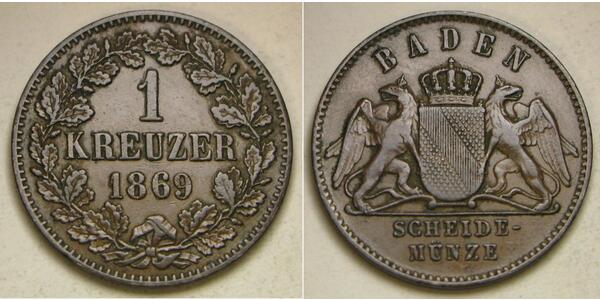 1
KREUZER
1869
BADEN
SCHEIDE-
MÜNZE